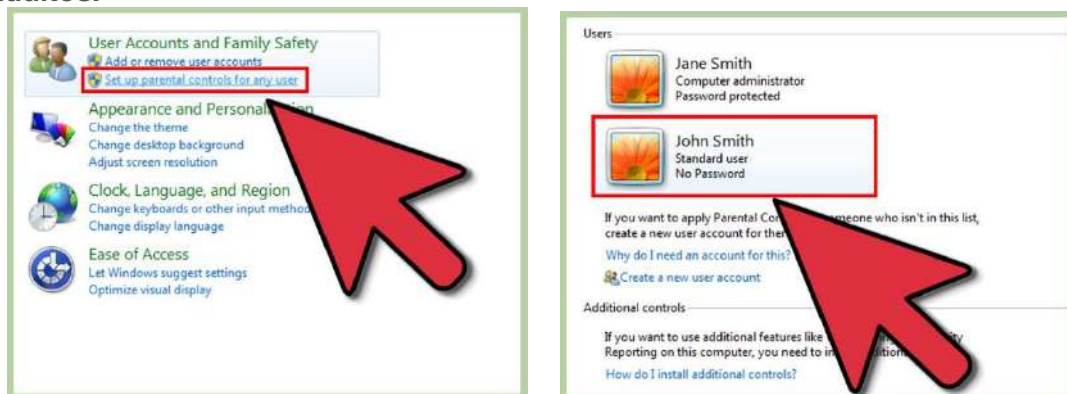 User Accounts and Family Safety
Add or remove user accounts
Set up parental controls for any user
Appearance and
Change the theme
Change desktop background
Adjust screen resolution
Clock, Language, and Region
Change keyboards or other input
Change display language
Ease of Access
Let Windows suggest settings
Optimize visual display
Users
Jane Smith
Computer administrator
Password protected
John Smith
Standard user
No Password
If you want to apply Parental who isn't in this list,
create a new user account for
Why do I need an account for this?
Create a new user account
Additional controls
If you want to use additional features like
Reporting on this computer, you need to
How do I install additional controls?